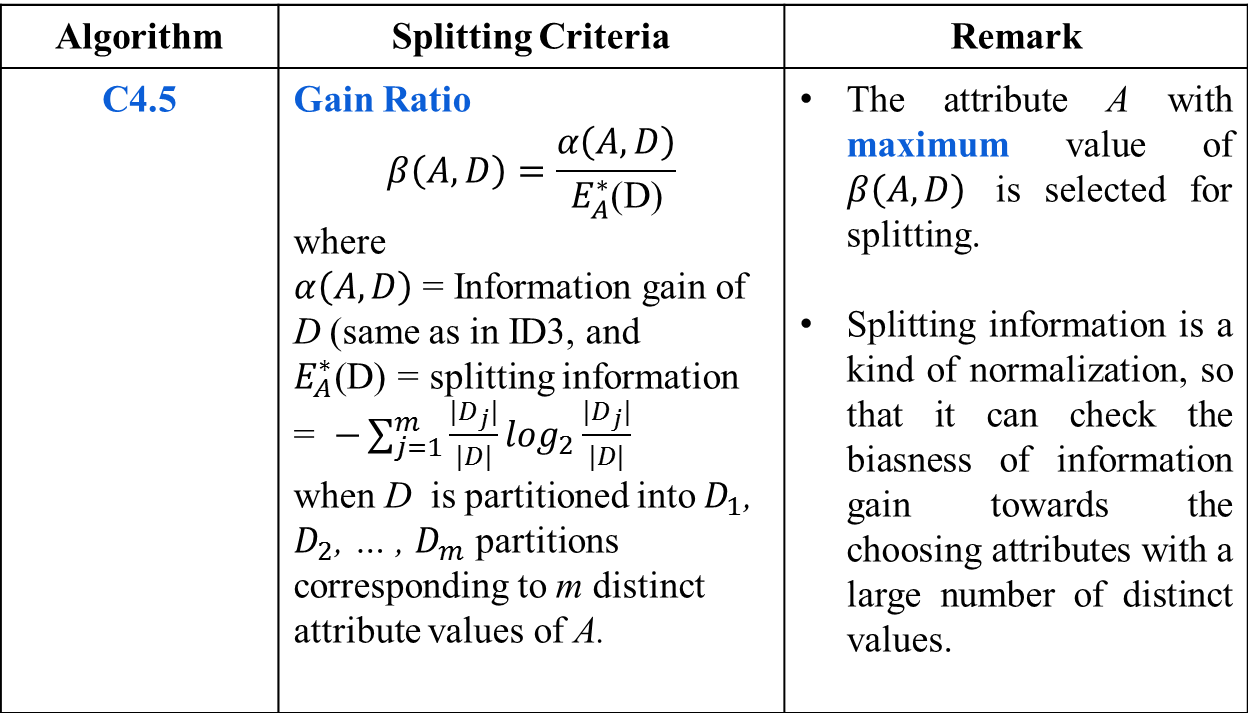 Algorithm
Splitting Criteria
Remark
C4.5
Gain Ratio
β(A, D) = α(A, D) / E*_A(D)
where
α(A, D) = Information gain of
D (same as in ID3, and
E*_A(D) = splitting information
= −∑_{j=1}^{m} |D_j|/|D| log₂ |D_j|/|D|
when D is partitioned into D₁,
D₂, … , D_m partitions
corresponding to m distinct
attribute values of A.
• The attribute A with
maximum value of
β(A, D) is selected for
splitting.
• Splitting information is a
kind of normalization, so
that it can check the
biasness of information
gain towards the
choosing attributes with a
large number of distinct
values.